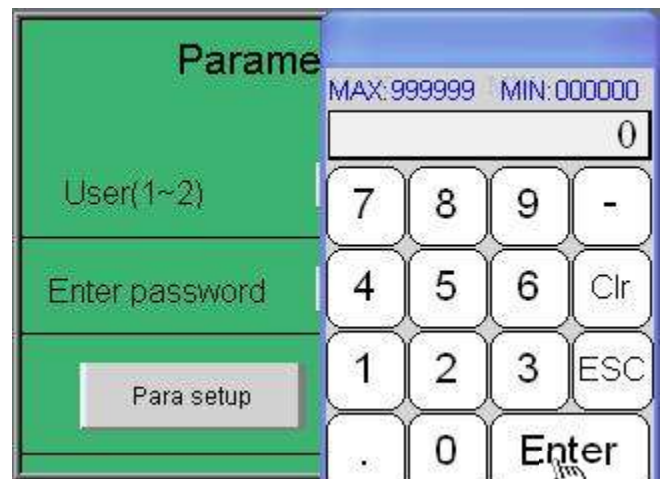 Parame
MAX:999999 MIN:000000
0
User(1~2)
7 8 9 -
Enter password
4 5 6 Clr
1 2 3 ESC
Para setup
. 0 Enter